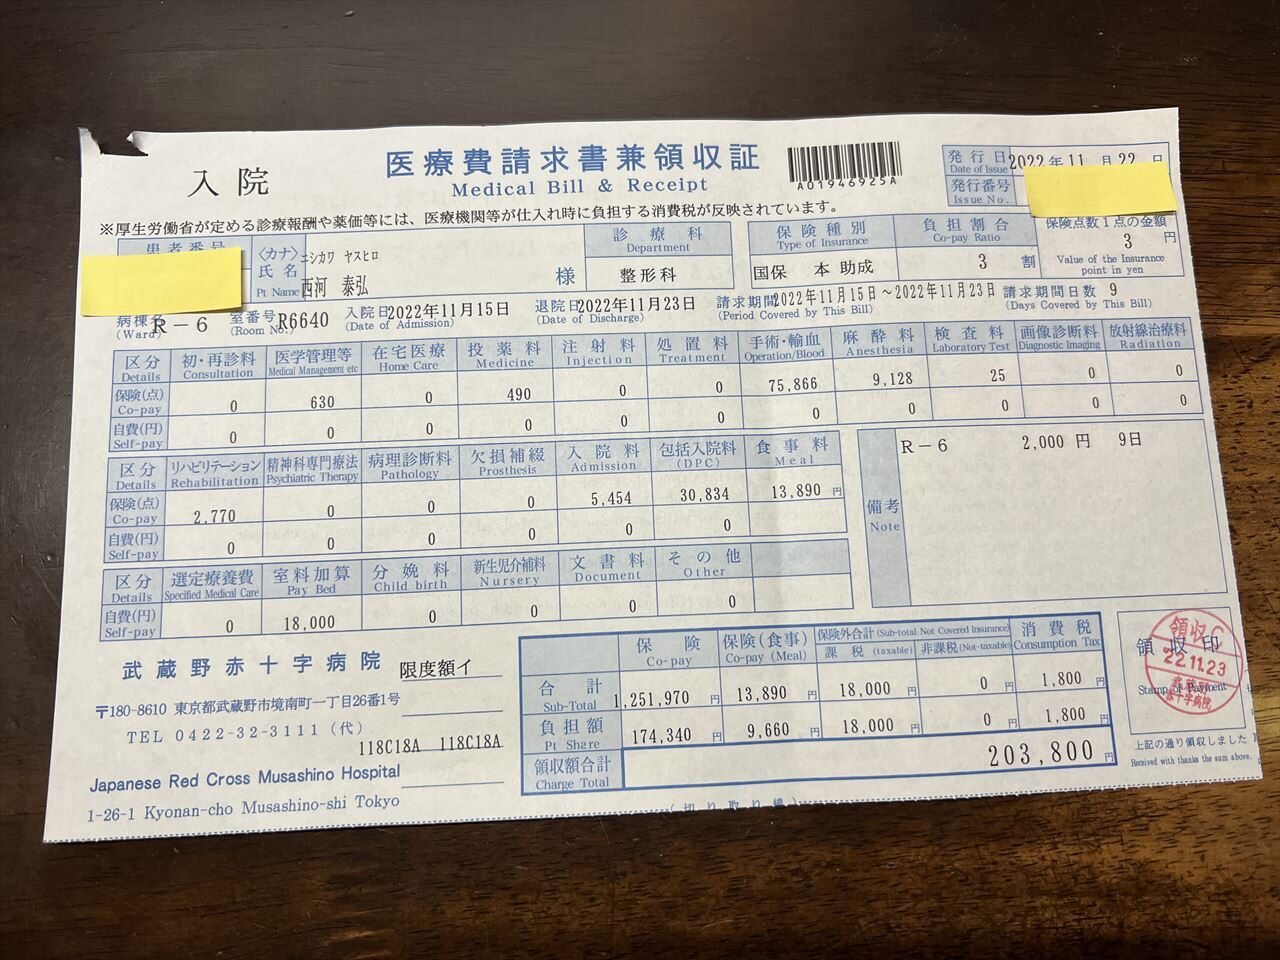 入院
医療費請求書兼領収証
Medical Bill & Receipt
A01946925A
発行日 Date of Issue 2022年11月22日
発行番号 Issue No.
※厚生労働省が定める診療報酬や薬価等には、医療機関等が仕入れ時に負担する消費税が反映されています。
患者番号
〈カナ〉 ニシカワ ヤスヒロ
氏名 Pt Name 西河 泰弘 様
診療科 Department
整形科
保険種別 Type of Insurance
国保 本 助成
負担割合 Co-pay Ratio
3 割
保険点数1点の金額
3 円
Value of the Insurance point in yen
病棟名 (Ward) R-6 室番号 (Room No.) R6640 入院日 (Date of Admission) 2022年11月15日 退院日 (Date of Discharge) 2022年11月23日 請求期間 (Period Covered by This Bill) 2022年11月15日～2022年11月23日 請求期間日数 (Days Covered by This Bill) 9
区分 Details 初・再診料 Consultation 医学管理等 Medical Management etc 在宅医療 Home Care 投薬料 Medicine 注射料 Injection 処置料 Treatment 手術・輸血 Operation/Blood 麻酔料 Anesthesia 検査料 Laboratory Test 画像診断料 Diagnostic Imaging 放射線治療料 Radiation
保険(点) Co-pay 0 630 0 490 0 0 75,866 9,128 25 0 0
自費(円) Self-pay 0 0 0 0 0 0 0 0 0 0 0
区分 Details リハビリテーション Rehabilitation 精神科専門療法 Psychiatric Therapy 病理診断料 Pathology 欠損補綴 Prosthesis 入院料 Admission 包括入院料 (DPC) 食事料 Meal
保険(点) Co-pay 2,770 0 0 0 5,454 30,834 13,890 円
自費(円) Self-pay 0 0 0 0 0 0
区分 Details 選定療養費 Specified Medical Care 室料加算 Pay Bed 分娩料 Child birth 新生児介補料 Nursery 文書料 Document その他 Other
自費(円) Self-pay 0 18,000 0 0 0 0
備考 Note
R-6 2,000 円 9日
武蔵野赤十字病院 限度額イ
〒180-8610 東京都武蔵野市境南町一丁目26番1号
TEL 0422-32-3111 (代)
118C18A 118C18A
Japanese Red Cross Musashino Hospital
1-26-1 Kyonan-cho Musashino-shi Tokyo
保険 Co-pay 保険(食事) Co-pay (Meal) 保険外合計 (Sub-total Not Covered insurance) 課税 (taxable) 非課税 (Not-taxable) 消費税 Consumption Tax
合計 Sub-Total 1,251,970 円 13,890 円 18,000 円 0 円 1,800 円
負担額 Pt Share 174,340 円 9,660 円 18,000 円 0 円 1,800 円
領収額合計 Charge Total 203,800 円
領収印
Stamp of Payment
領収C
22.11.23
上記の通り領収しました
Received with thanks the sum above.
(切り取り線)